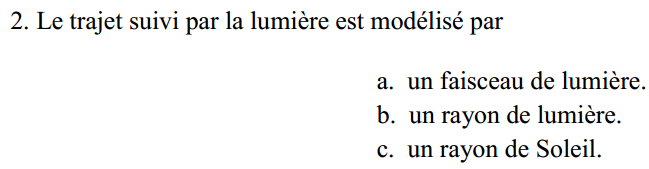 2. Le trajet suivi par la lumière est modélisé par
a. un faisceau de lumière.
b. un rayon de lumière.
c. un rayon de Soleil.